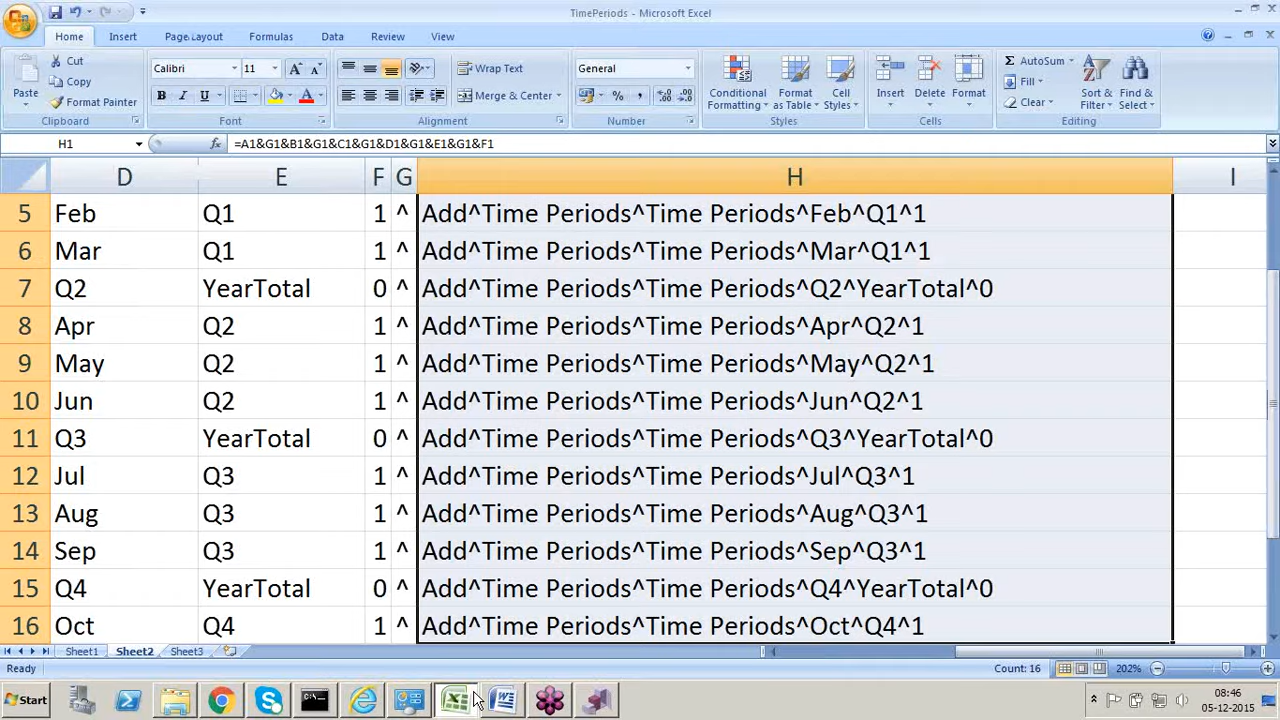 TimePeriods - Microsoft Excel
Home Insert Page Layout Formulas Data Review View
Paste Cut Copy Format Painter Clipboard
Calibri 11 A A B I U A Font
Wrap Text Merge & Center Alignment
General % , .0 .00 .00 .0 Number
Conditional Formatting Format as Table Cell Styles Styles
Insert Delete Format Cells
Σ AutoSum Fill Clear Sort & Filter Find & Select Editing
H1 fx =A1&G1&B1&G1&C1&G1&D1&G1&E1&G1&F1
D E F G H I
5 Feb Q1 1 ^ Add^Time Periods^Time Periods^Feb^Q1^1
6 Mar Q1 1 ^ Add^Time Periods^Time Periods^Mar^Q1^1
7 Q2 YearTotal 0 ^ Add^Time Periods^Time Periods^Q2^YearTotal^0
8 Apr Q2 1 ^ Add^Time Periods^Time Periods^Apr^Q2^1
9 May Q2 1 ^ Add^Time Periods^Time Periods^May^Q2^1
10 Jun Q2 1 ^ Add^Time Periods^Time Periods^Jun^Q2^1
11 Q3 YearTotal 0 ^ Add^Time Periods^Time Periods^Q3^YearTotal^0
12 Jul Q3 1 ^ Add^Time Periods^Time Periods^Jul^Q3^1
13 Aug Q3 1 ^ Add^Time Periods^Time Periods^Aug^Q3^1
14 Sep Q3 1 ^ Add^Time Periods^Time Periods^Sep^Q3^1
15 Q4 YearTotal 0 ^ Add^Time Periods^Time Periods^Q4^YearTotal^0
16 Oct Q4 1 ^ Add^Time Periods^Time Periods^Oct^Q4^1
Sheet1 Sheet2 Sheet3
Ready Count: 16 202%
Start 08:46
05-12-2015